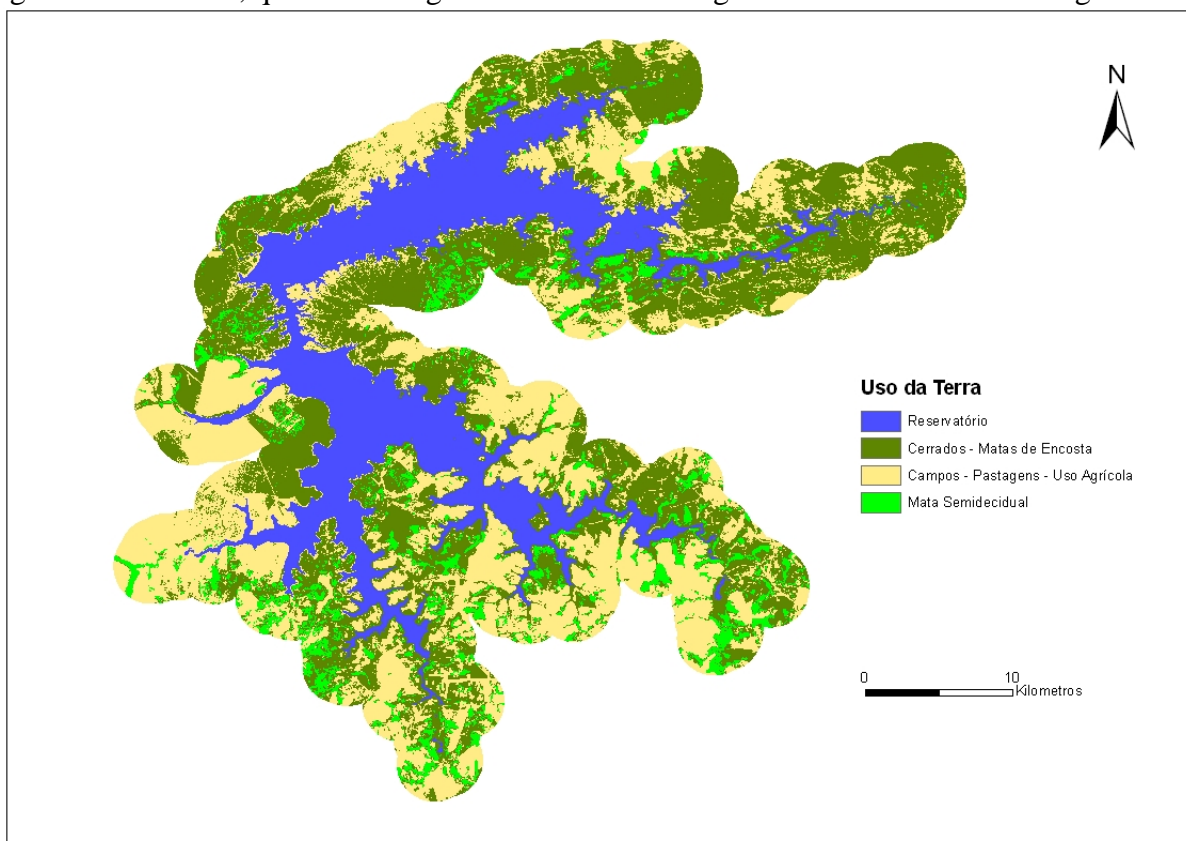 N
Uso da Terra
Reservatório
Cerrados - Matas de Encosta
Campos - Pastagens - Uso Agrícola
Mata Semidecidual
0 10
Kilometros